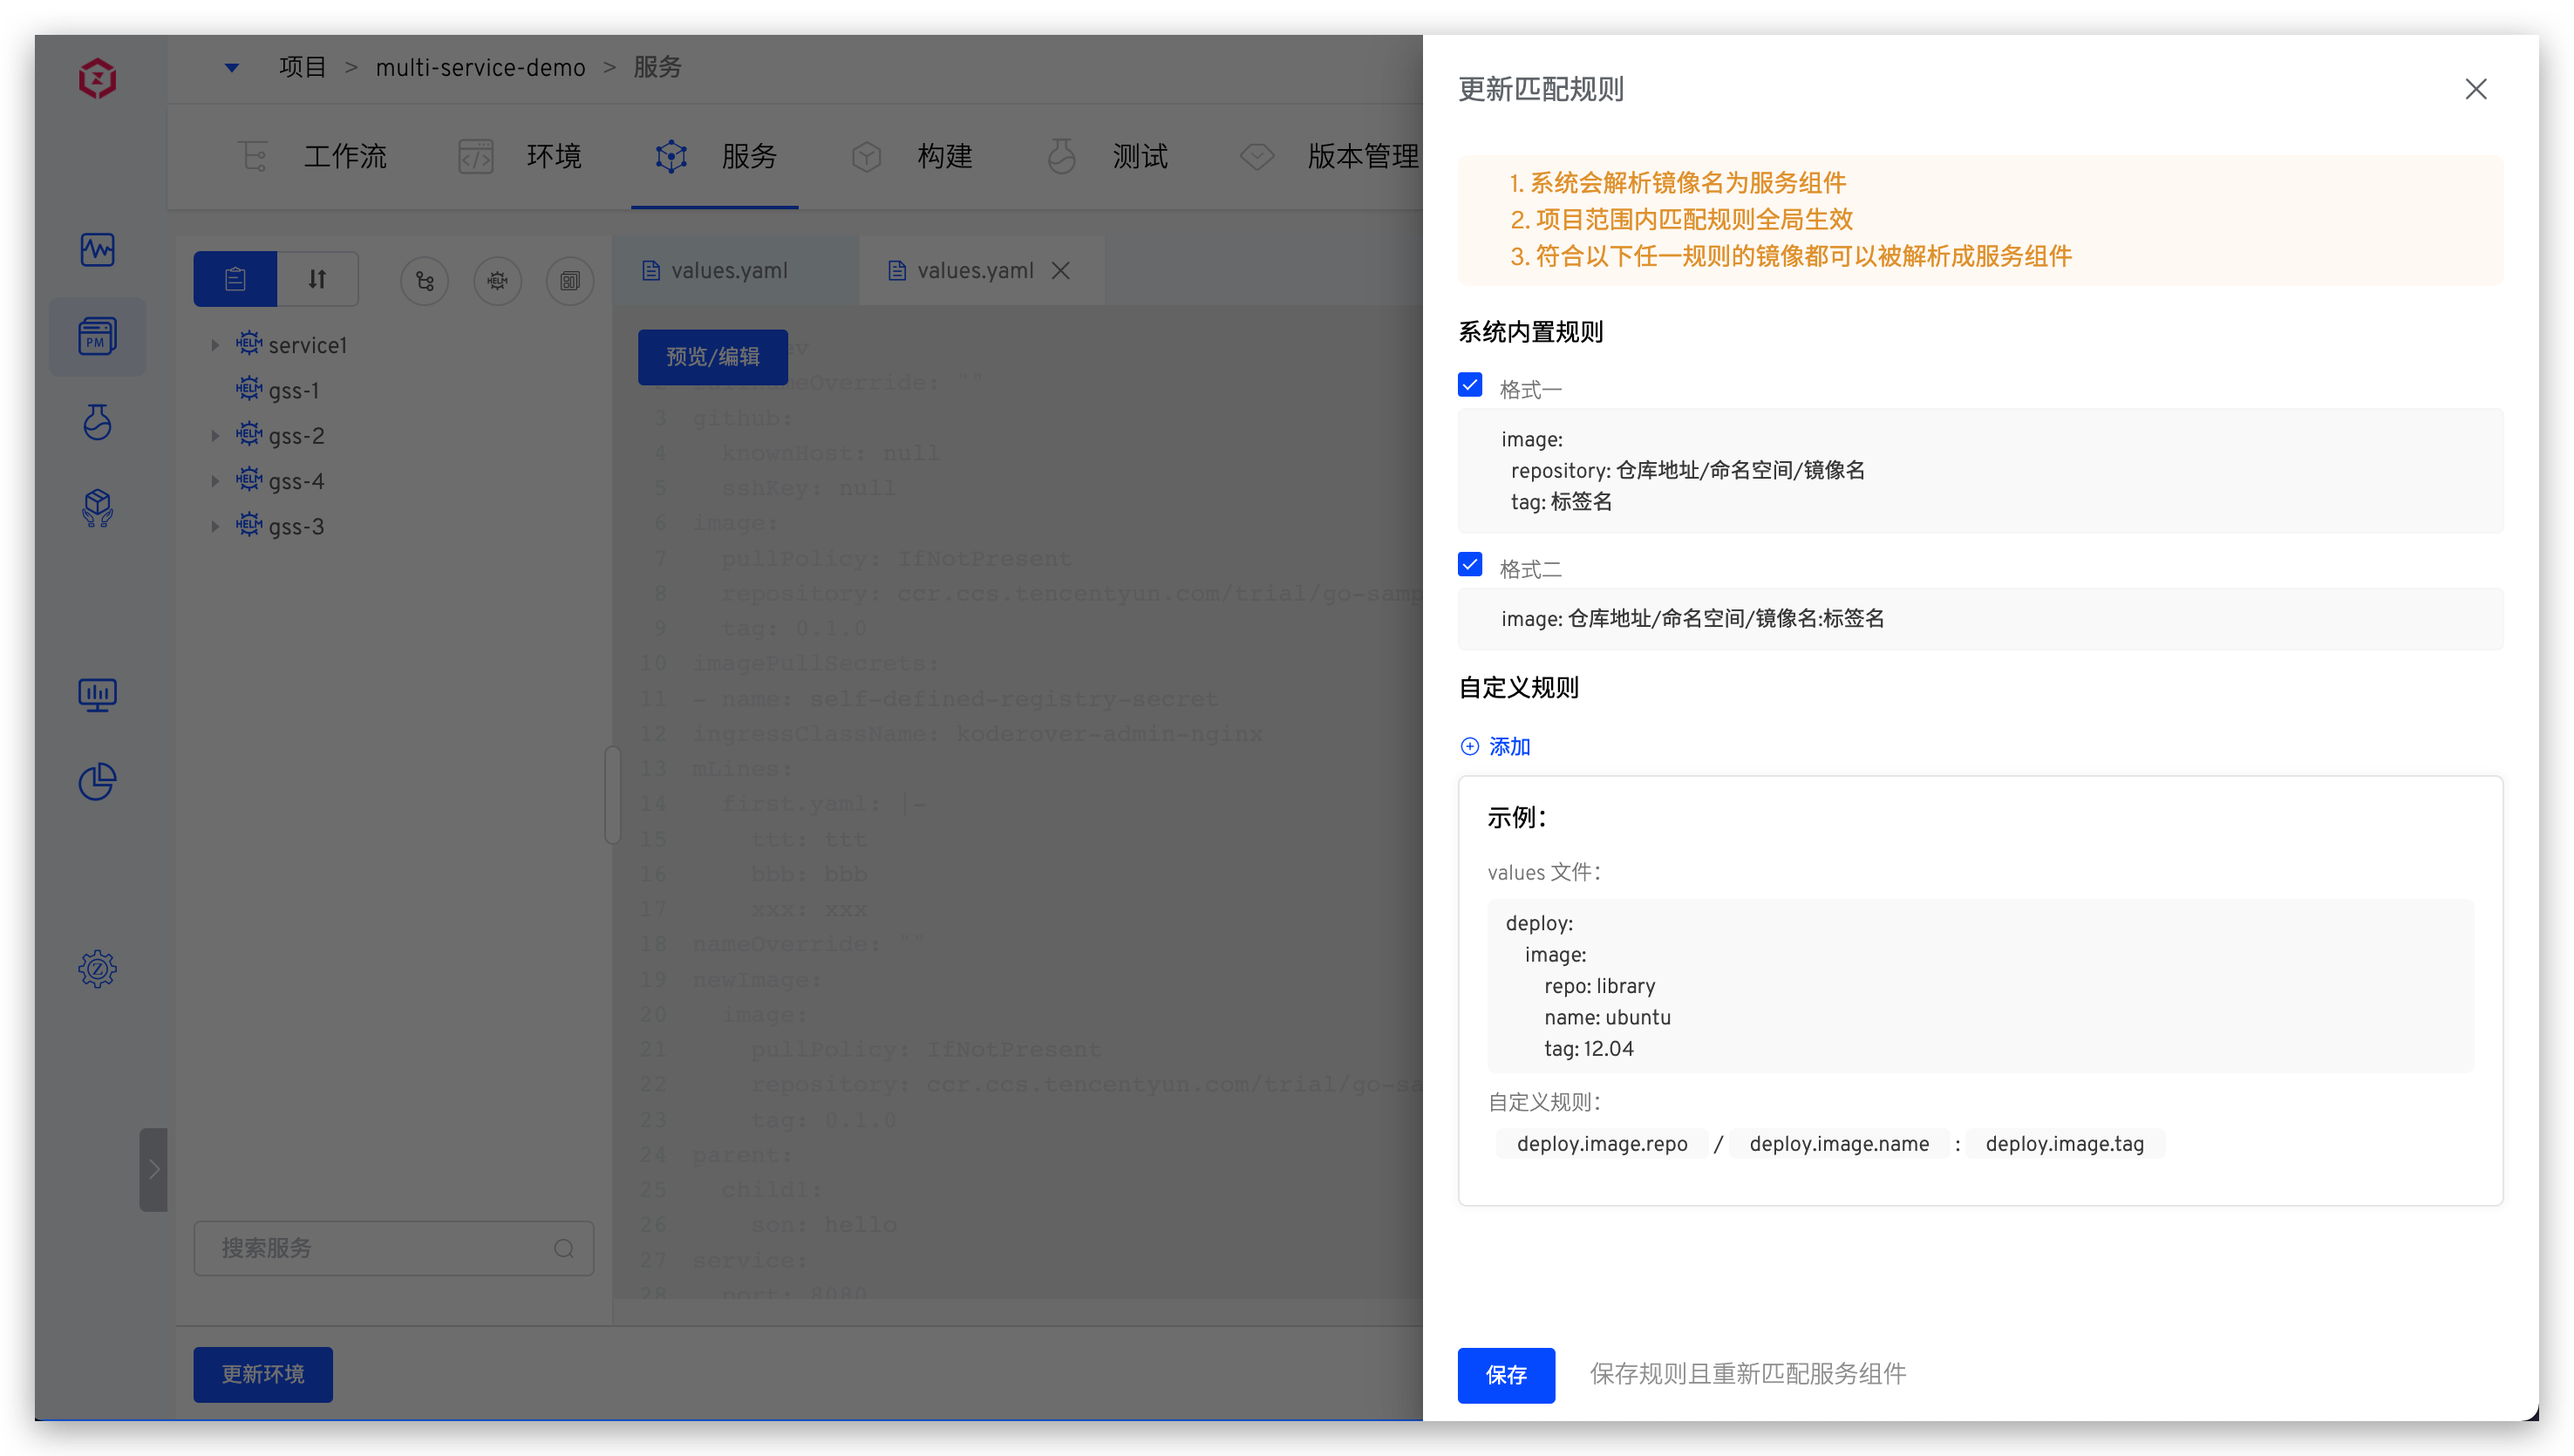 项目 > multi-service-demo > 服务
工作流 环境 服务 构建 测试 版本管理
PM
HELM
HELM service1
HELM gss-1
HELM gss-2
HELM gss-4
HELM gss-3
搜索服务
更新环境
values.yaml values.yaml
预览/编辑
nameOverride: ""
3 github:
4 knownHost: null
5 sshKey: null
6 image:
7 pullPolicy: IfNotPresent
8 repository: ccr.ccs.tencentyun.com/trial/go-samp
9 tag: 0.1.0
10 imagePullSecrets:
11 - name: self-defined-registry-secret
12 ingressClassName: koderover-admin-nginx
13 mLines:
14 first.yaml: |-
15 ttt: ttt
16 bbb: bbb
17 xxx: xxx
18 nameOverride: ""
19 newImage:
20 image:
21 pullPolicy: IfNotPresent
22 repository: ccr.ccs.tencentyun.com/trial/go-sa
23 tag: 0.1.0
24 parent:
25 child1:
26 son: hello
27 service:
28 port: 8080
更新匹配规则
1. 系统会解析镜像名为服务组件
2. 项目范围内匹配规则全局生效
3. 符合以下任一规则的镜像都可以被解析成服务组件
系统内置规则
格式一
image:
repository: 仓库地址/命名空间/镜像名
tag: 标签名
格式二
image: 仓库地址/命名空间/镜像名:标签名
自定义规则
添加
示例：
values 文件：
deploy:
image:
repo: library
name: ubuntu
tag: 12.04
自定义规则：
deploy.image.repo / deploy.image.name : deploy.image.tag
保存 保存规则且重新匹配服务组件